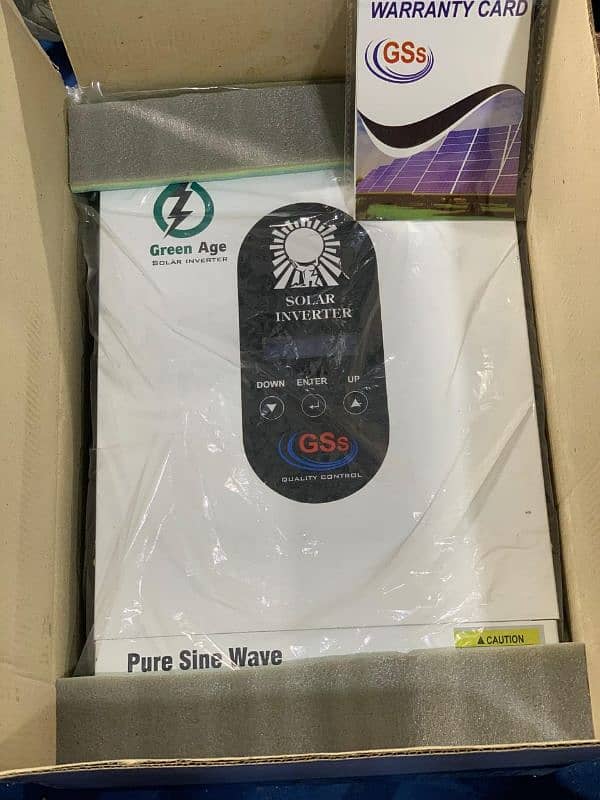 WARRANTY CARD
GSs
Green Age
SOLAR INVERTER
SOLAR
INVERTER
DOWN ENTER UP
GSs
QUALITY CONTROL
Pure Sine Wave
CAUTION